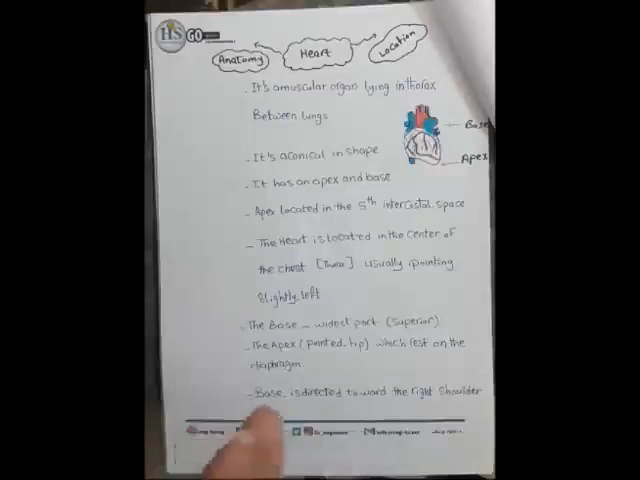 HS GO
Anatomy Heart Location
. It's a muscular organ lying in thorax
Between lungs
Base
. It's a conical in shape
Apex
. It has an apex and base
- Apex located in the 5th intercostal space
- The Heart is located in the center of
the chest [Thorax] usually pointing
slightly left
. The Base - widest part (superior)
- The Apex (pointed tip) which rest on the
diaphragm
- Base is directed toward the right shoulder